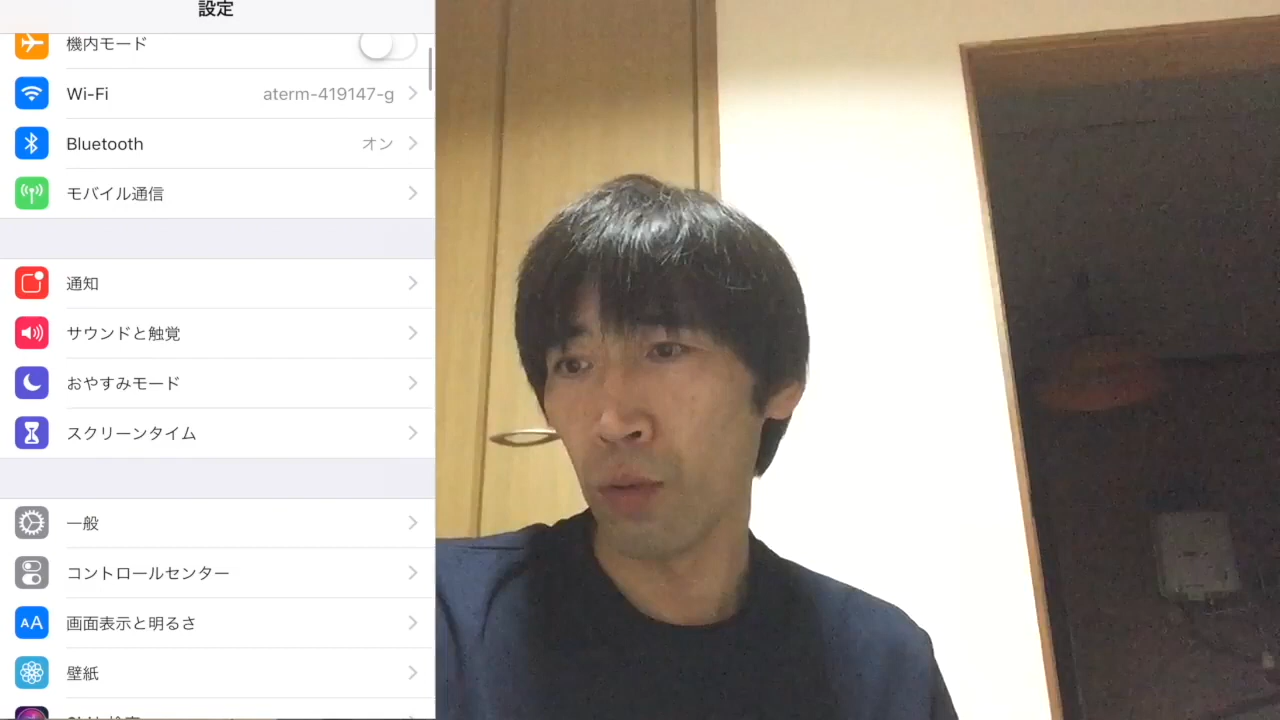 設定
機内モード
Wi-Fi aterm-419147-g
Bluetooth オン
モバイル通信
通知
サウンドと触覚
おやすみモード
スクリーンタイム
一般
コントロールセンター
AA 画面表示と明るさ
壁紙